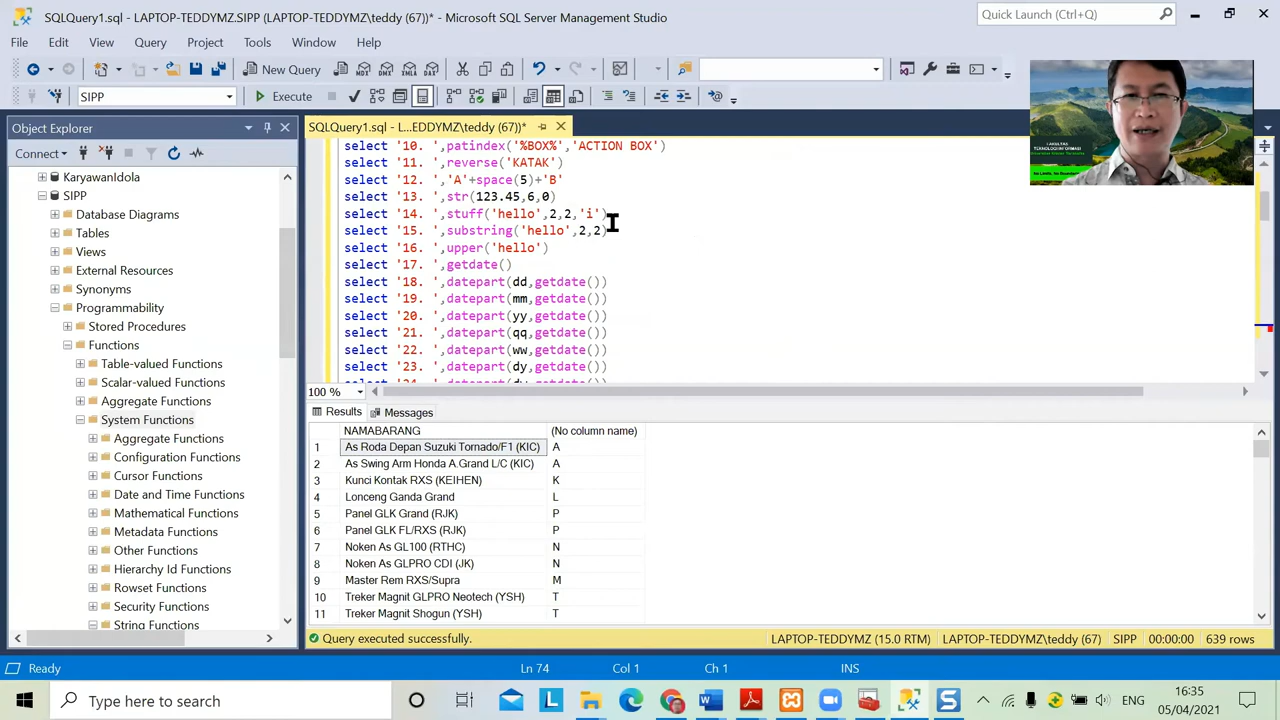 SQLQuery1.sql - LAPTOP-TEDDYMZ.SIPP (LAPTOP-TEDDYMZ\teddy (67))* - Microsoft SQL Server Management Studio
Quick Launch (Ctrl+Q)
File Edit View Query Project Tools Window Help
New Query
MDX DMX XMLA DAX
SIPP
Execute
Object Explorer
SQLQuery1.sql - L...EDDYMZ\teddy (67))*
Connect
KaryawanIdola
SIPP
Database Diagrams
Tables
Views
External Resources
Synonyms
Programmability
Stored Procedures
Functions
Table-valued Functions
Scalar-valued Functions
Aggregate Functions
System Functions
Aggregate Functions
Configuration Functions
Cursor Functions
Date and Time Functions
Mathematical Functions
Metadata Functions
Other Functions
Hierarchy Id Functions
Rowset Functions
Security Functions
String Functions
select '10. ',patindex('%BOX%','ACTION BOX')
select '11. ',reverse('KATAK')
select '12. ','A'+space(5)+'B'
select '13. ',str(123.45,6,0)
select '14. ',stuff('hello',2,2,'i')
select '15. ',substring('hello',2,2)
select '16. ',upper('hello')
select '17. ',getdate()
select '18. ',datepart(dd,getdate())
select '19. ',datepart(mm,getdate())
select '20. ',datepart(yy,getdate())
select '21. ',datepart(qq,getdate())
select '22. ',datepart(ww,getdate())
select '23. ',datepart(dy,getdate())
FAKULTAS
TEKNOLOGI INFORMASI
100 %
Results Messages
NAMABARANG (No column name)
1 As Roda Depan Suzuki Tornado/F1 (KIC) A
2 As Swing Arm Honda A.Grand L/C (KIC) A
3 Kunci Kontak RXS (KEIHEN) K
4 Lonceng Ganda Grand L
5 Panel GLK Grand (RJK) P
6 Panel GLK FL/RXS (RJK) P
7 Noken As GL100 (RTHC) N
8 Noken As GLPRO CDI (JK) N
9 Master Rem RXS/Supra M
10 Treker Magnit GLPRO Neotech (YSH) T
11 Treker Magnit Shogun (YSH) T
Query executed successfully. LAPTOP-TEDDYMZ (15.0 RTM) LAPTOP-TEDDYMZ\teddy (67) SIPP 00:00:00 639 rows
Ready Ln 74 Col 1 Ch 1 INS
Type here to search
ENG
16:35
05/04/2021